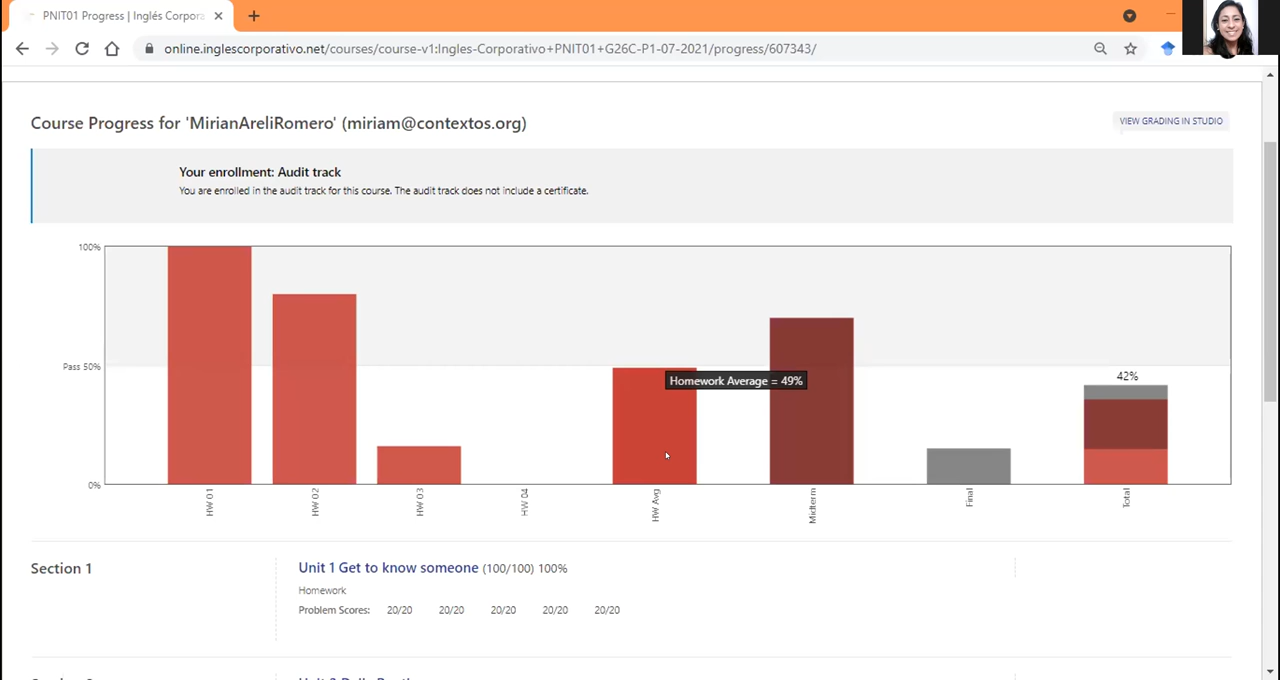 PNIT01 Progress | Inglés Corpora
online.inglescorporativo.net/courses/course-v1:Ingles-Corporativo+PNIT01+G26C-P1-07-2021/progress/607343/
Course Progress for 'MirianAreliRomero' (miriam@contextos.org)
VIEW GRADING IN STUDIO
Your enrollment: Audit track
You are enrolled in the audit track for this course. The audit track does not include a certificate.
100%
Pass 50%
0%
Homework Average = 49%
42%
HW 01
HW 02
HW 03
HW 04
HW Avg
Midterm
Final
Total
Section 1
Unit 1 Get to know someone (100/100) 100%
Homework
Problem Scores: 20/20 20/20 20/20 20/20 20/20